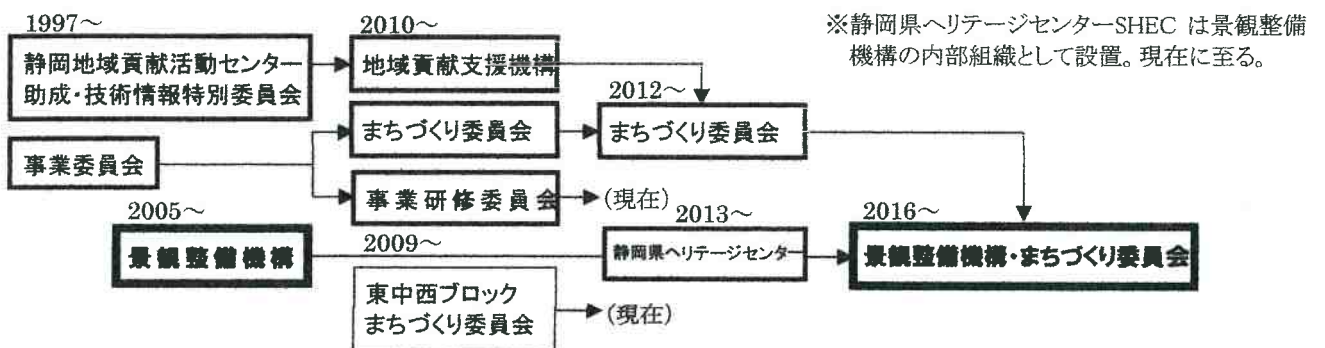 1997～
静岡地域貢献活動センター
助成・技術情報特別委員会
事業委員会
2010～
地域貢献支援機構
まちづくり委員会
事業研修委員会
(現在)
2012～
まちづくり委員会
※静岡県ヘリテージセンターSHEC は景観整備
機構の内部組織として設置。現在に至る。
2005～
景観整備機構
2009～
東中西ブロック
まちづくり委員会
(現在)
2013～
静岡県ヘリテージセンター
2016～
景観整備機構・まちづくり委員会